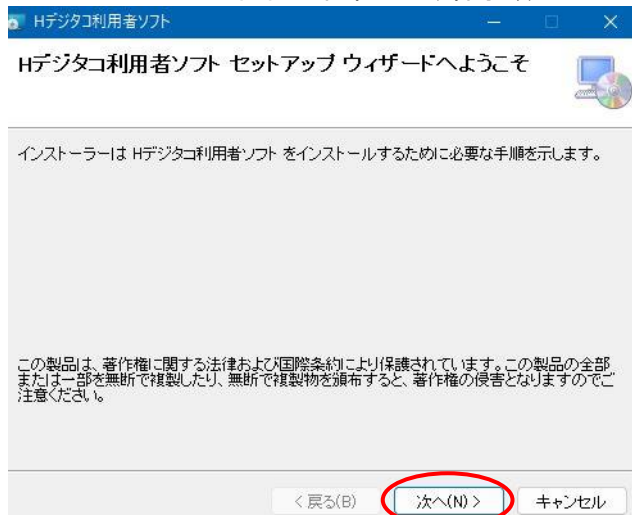 Hデジタコ利用者ソフト
Hデジタコ利用者ソフト セットアップ ウィザードへようこそ
インストーラーは Hデジタコ利用者ソフト をインストールするために必要な手順を示します。
この製品は、著作権に関する法律および国際条約により保護されています。この製品の全部
または一部を無断で複製したり、無断で複製物を頒布すると、著作権の侵害となりますのでご
注意ください。
< 戻る(B) 次へ(N) > キャンセル